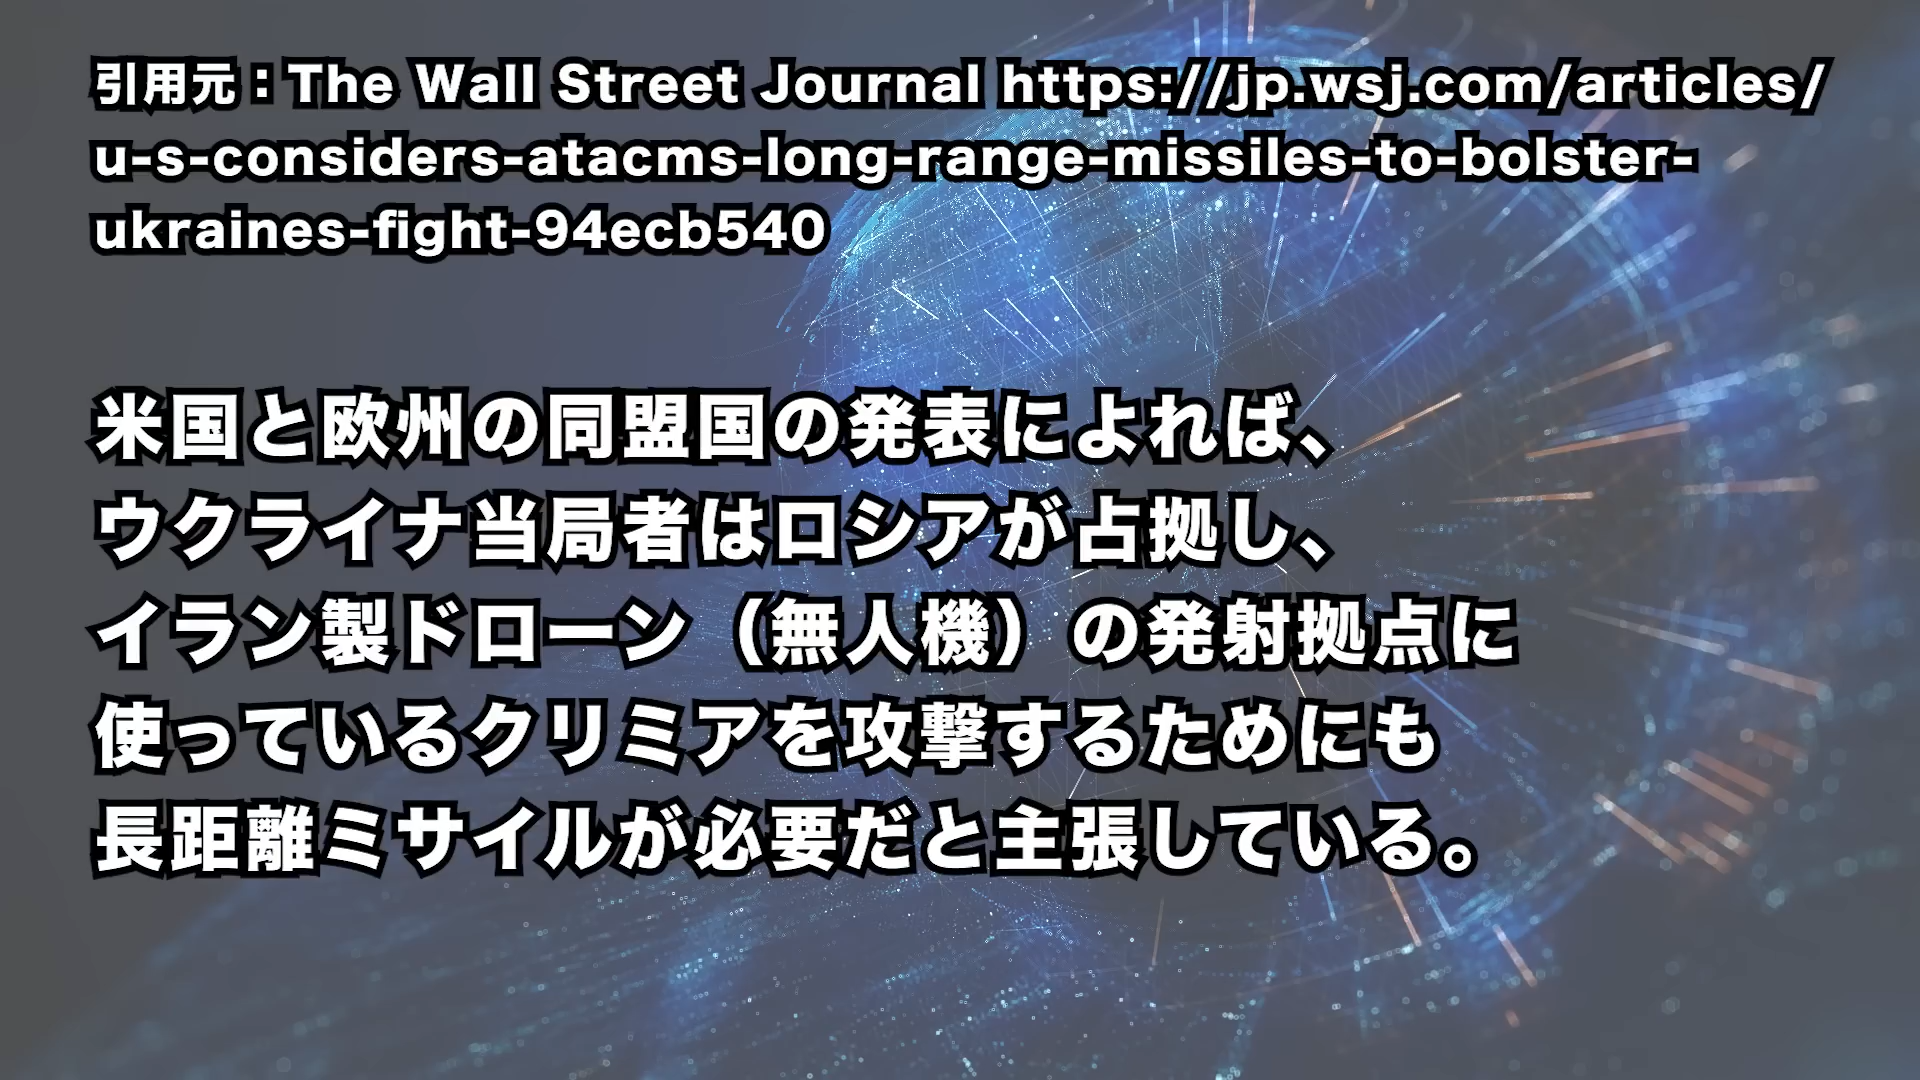 引用元：The Wall Street Journal https://jp.wsj.com/articles/
u-s-considers-atacms-long-range-missiles-to-bolster-
ukraines-fight-94ecb540
米国と欧州の同盟国の発表によれば、
ウクライナ当局者はロシアが占拠し、
イラン製ドローン（無人機）の発射拠点に
使っているクリミアを攻撃するためにも
長距離ミサイルが必要だと主張している。